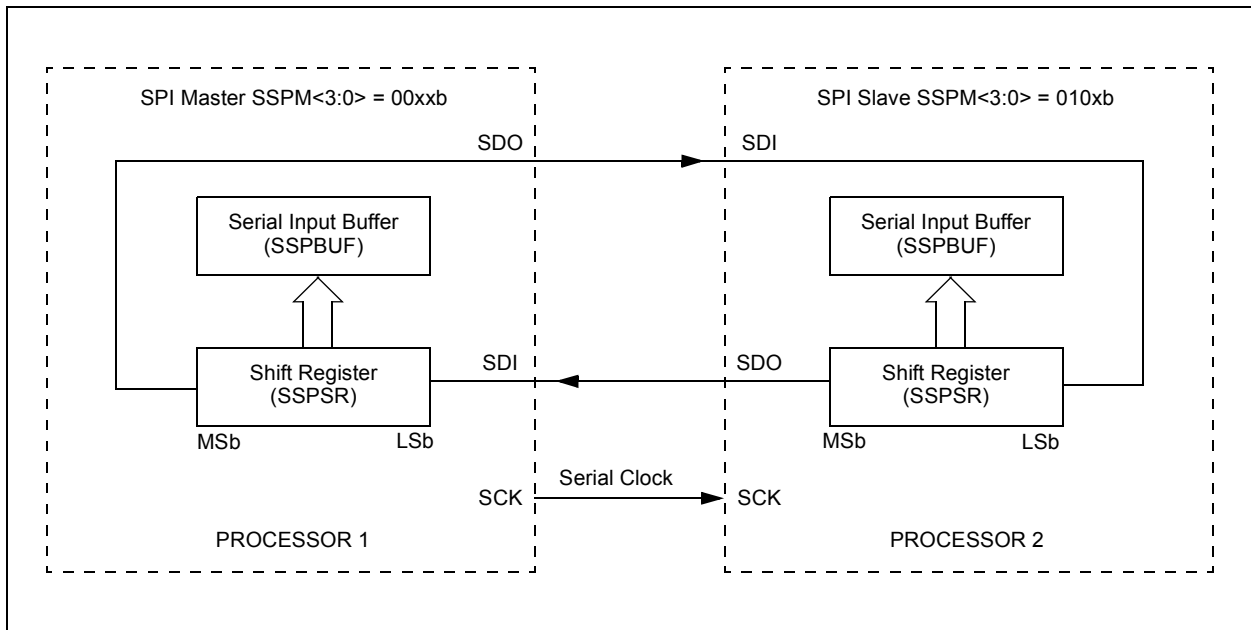 SPI Master SSPM<3:0> = 00xxb
SPI Slave SSPM<3:0> = 010xb
SDO
SDI
Serial Input Buffer
(SSPBUF)
Serial Input Buffer
(SSPBUF)
Shift Register
(SSPSR)
SDI
SDO
Shift Register
(SSPSR)
MSb
LSb
MSb
LSb
Serial Clock
SCK
SCK
PROCESSOR 1
PROCESSOR 2